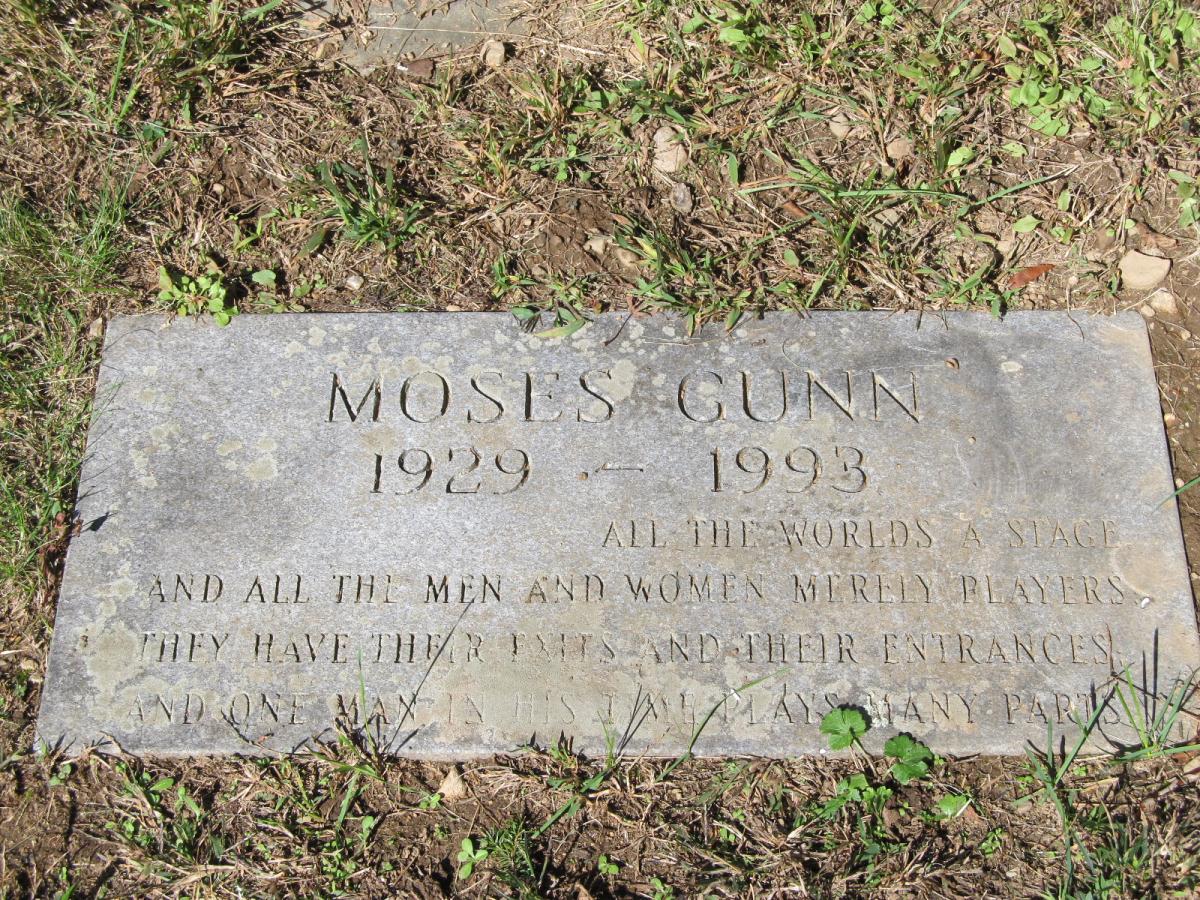 MOSES GUNN
1929 - 1993
ALL THE WORLDS A STAGE
AND ALL THE MEN AND WOMEN MERELY PLAYERS.
THEY HAVE THEIR EXITS AND THEIR ENTRANCES.
AND ONE MAN IN HIS TIME PLAYS MANY PARTS